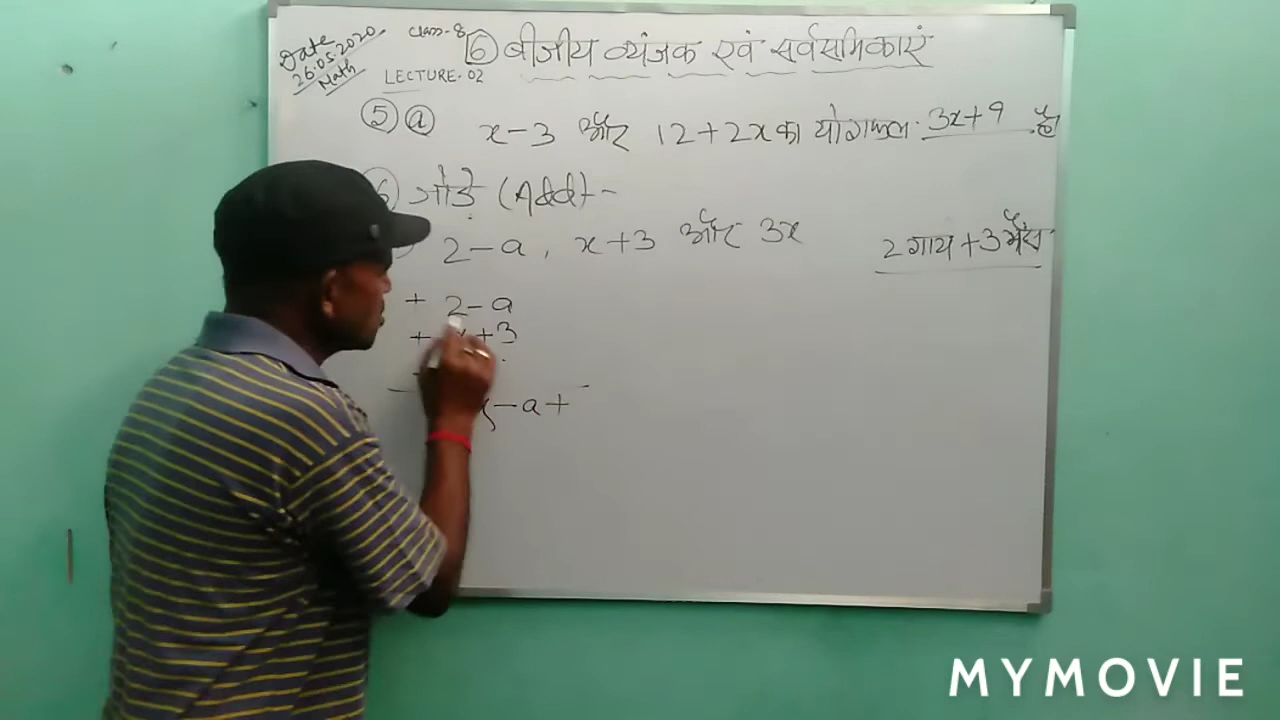 Date 26.05.2020
Math
Class-8
LECTURE-02
⑥ बीजीय व्यंजक एवं सर्वसमिकाएं
⑤ ⓐ x-3 और 12+2x का योगफल 3x+9 है।
6 जोड़े (Add)-
2-a, x+3 और 3x
2 गाय + 3 भैंस
+ 2-a
+ x+3
-a+
MYMOVIE